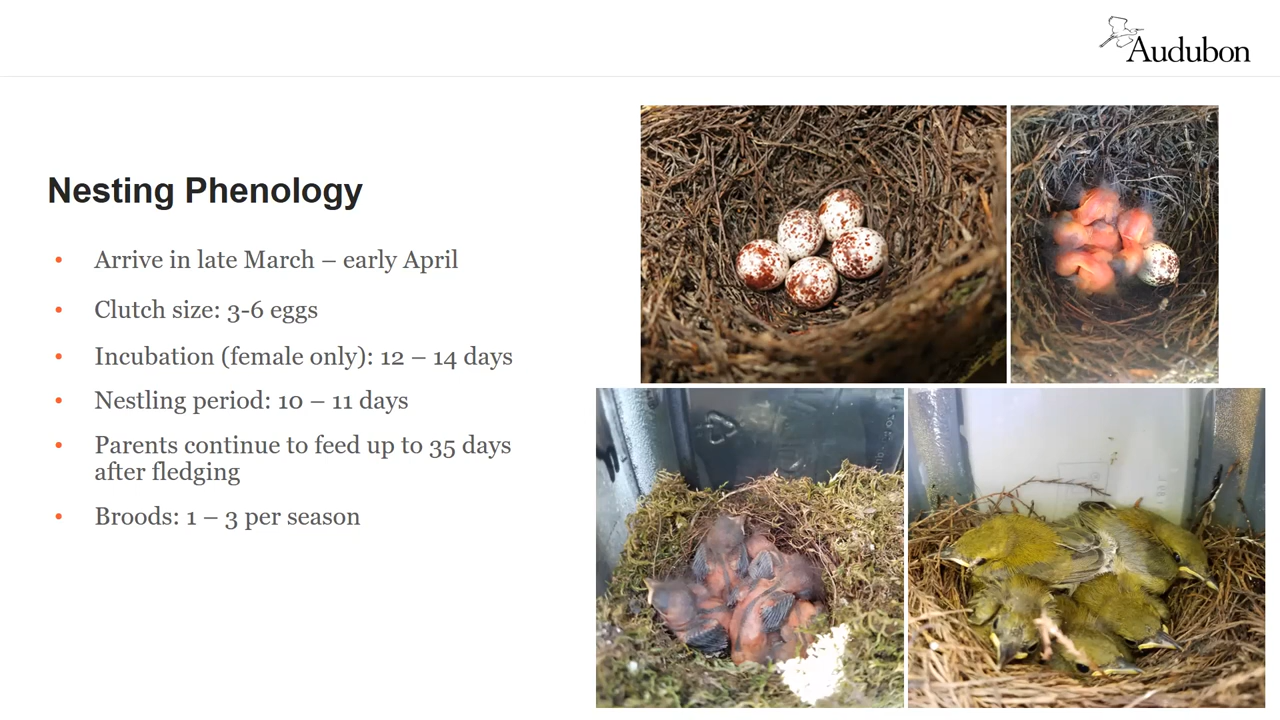 Audubon
Nesting Phenology
• Arrive in late March – early April
• Clutch size: 3-6 eggs
• Incubation (female only): 12 – 14 days
• Nestling period: 10 – 11 days
• Parents continue to feed up to 35 days
after fledging
• Broods: 1 – 3 per season